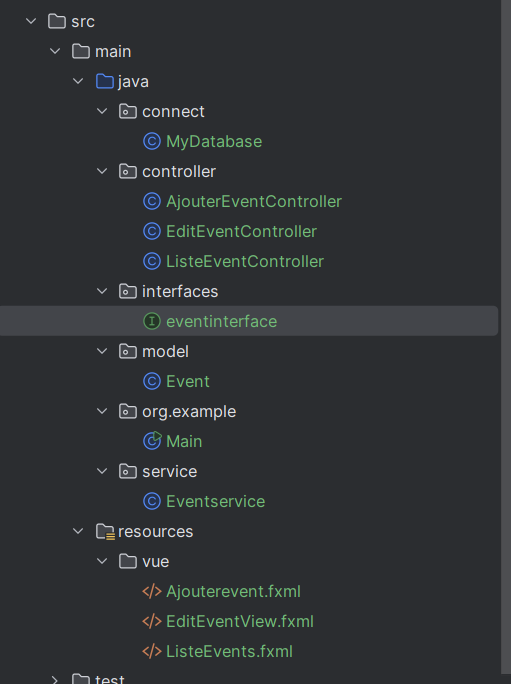 src
main
java
connect
MyDatabase
controller
AjouterEventController
EditEventController
ListeEventController
interfaces
eventinterface
model
Event
org.example
Main
service
Eventservice
resources
vue
Ajouterevent.fxml
EditEventView.fxml
ListeEvents.fxml
test